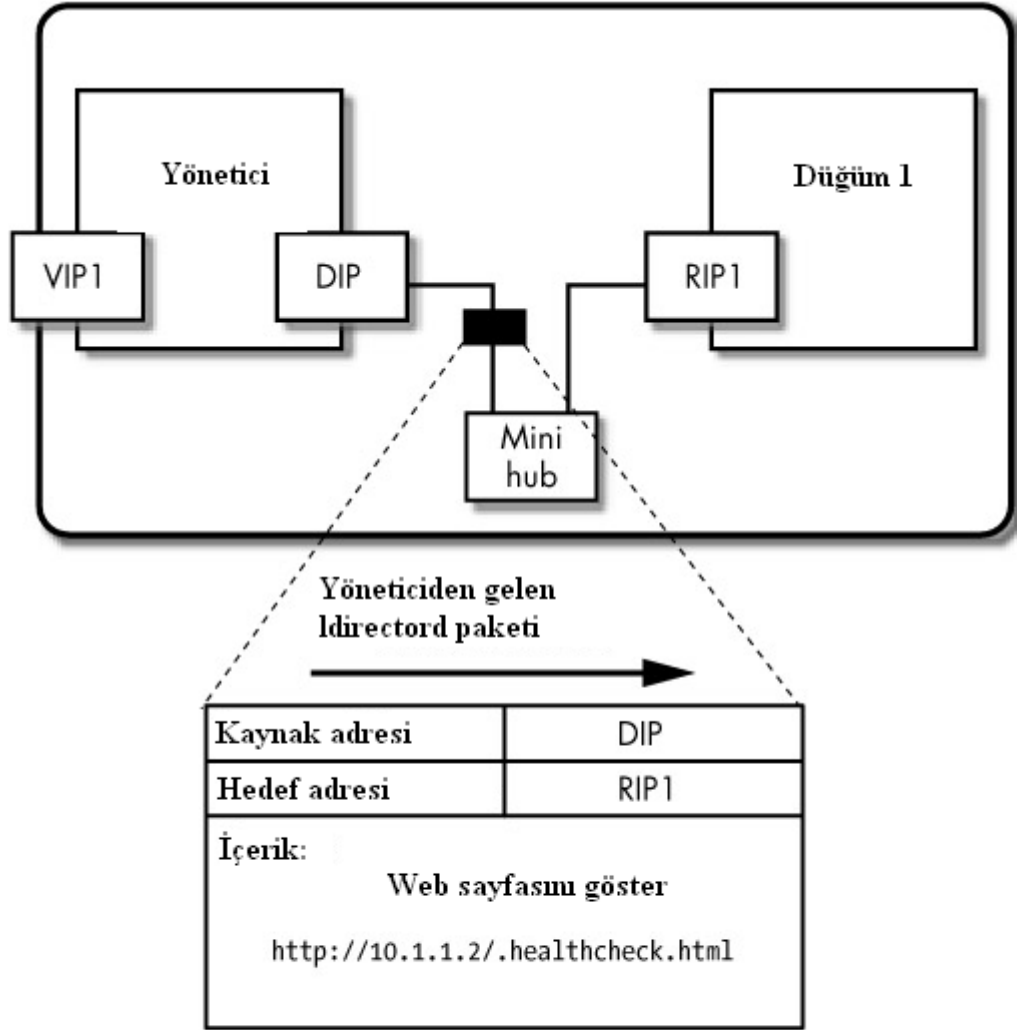 Yönetici
Düğüm 1
VIP1
DIP
RIP1
Mini
hub
Yöneticiden gelen
ldirectord paketi
Kaynak adresi DIP
Hedef adresi RIP1
İçerik:
Web sayfasını göster
http://10.1.1.2/.healthcheck.html